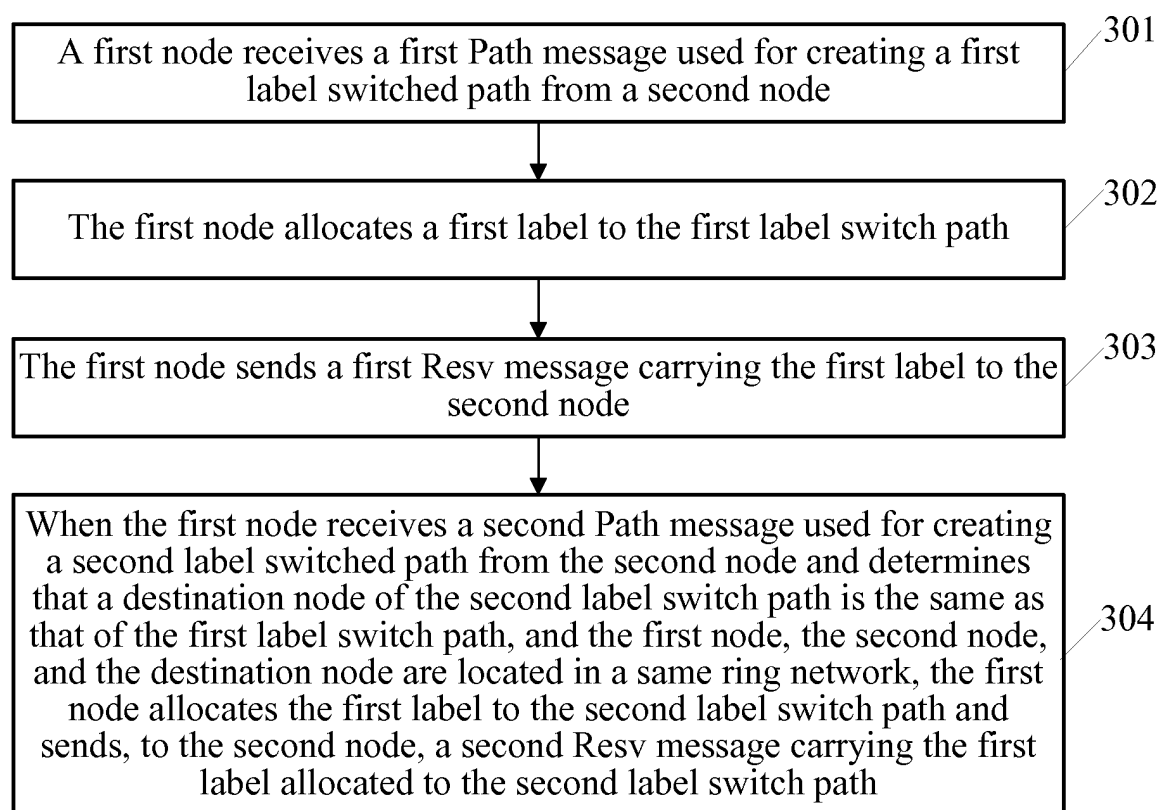 301
A first node receives a first Path message used for creating a first
label switched path from a second node
302
The first node allocates a first label to the first label switch path
303
The first node sends a first Resv message carrying the first label to the
second node
304
When the first node receives a second Path message used for creating
a second label switched path from the second node and determines
that a destination node of the second label switch path is the same as
that of the first label switch path, and the first node, the second node,
and the destination node are located in a same ring network, the first
node allocates the first label to the second label switch path and
sends, to the second node, a second Resv message carrying the first
label allocated to the second label switch path